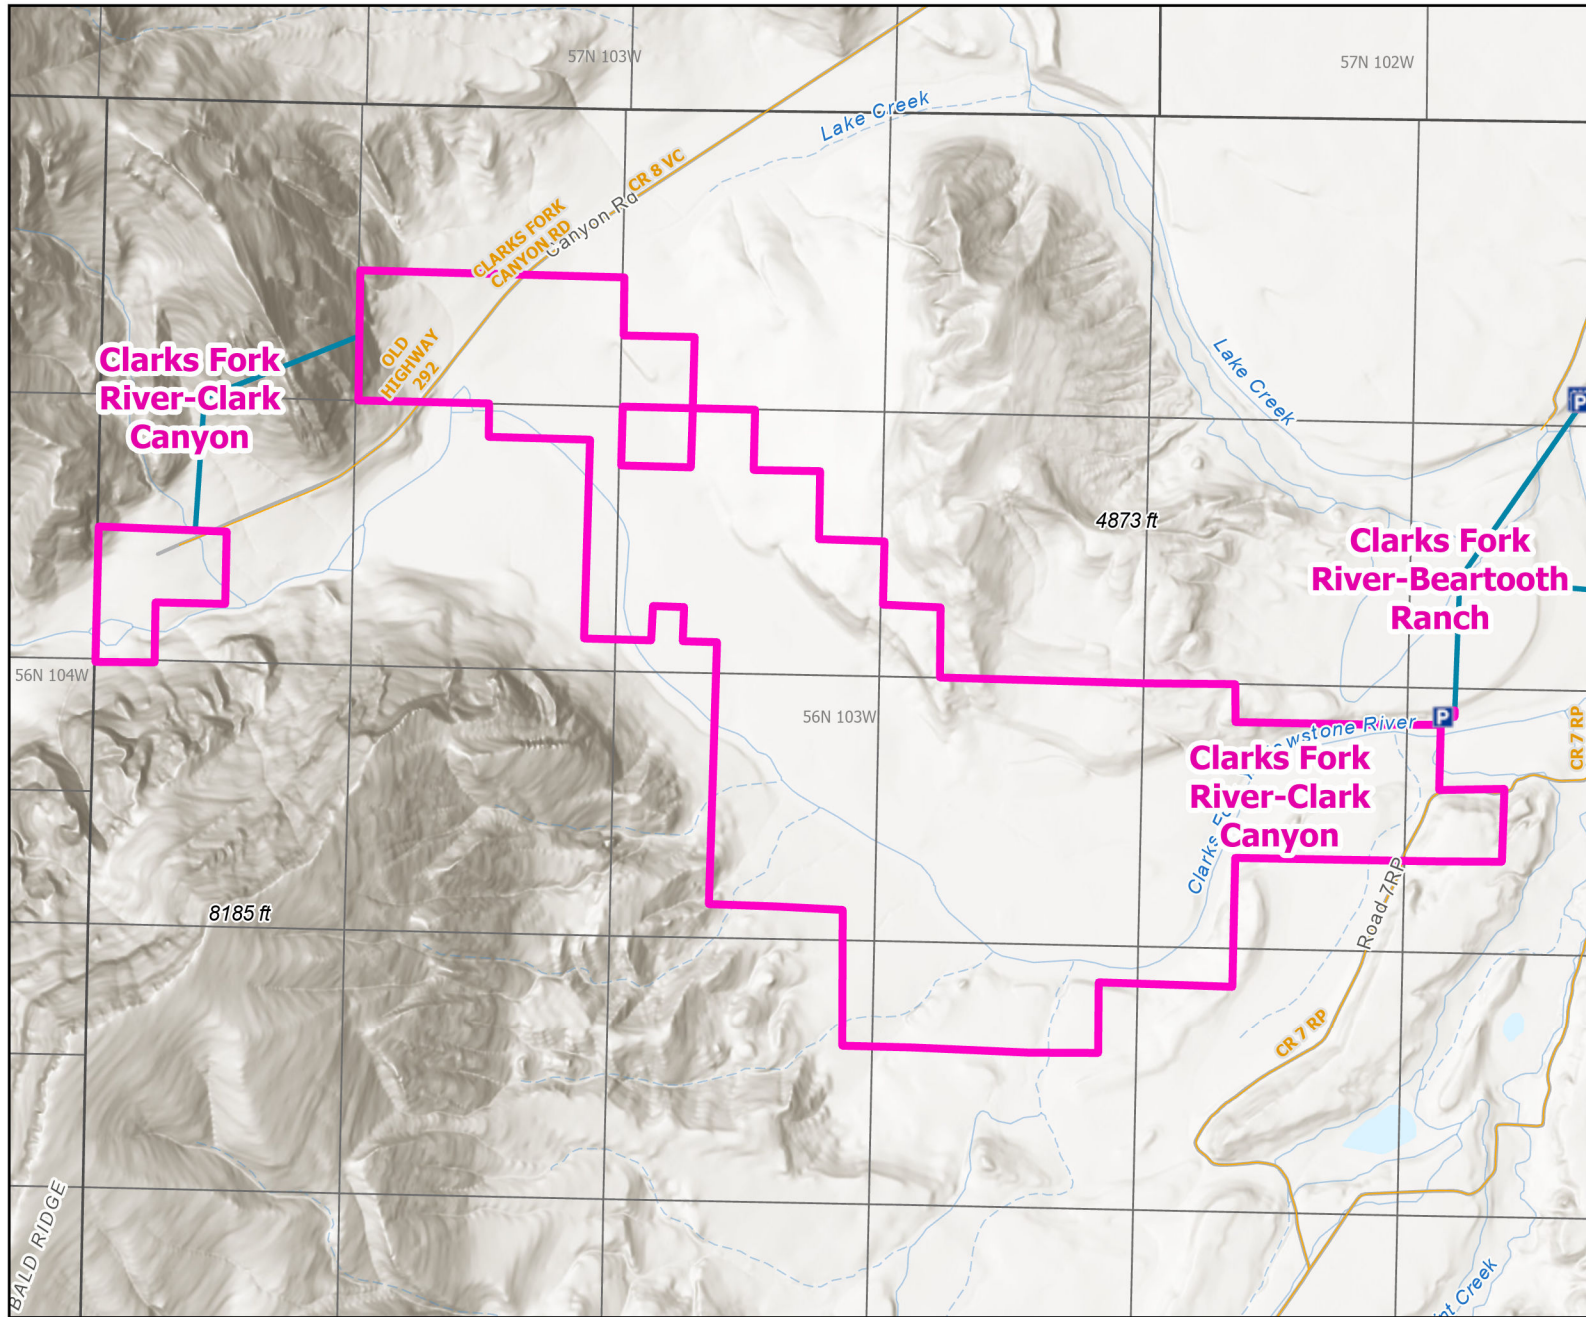 57N 103W
57N 102W
Lake Creek
CR 8 VC
Canyon Rd
CLARKS FORK
CANYON RD
OLD
HIGHWAY
292
Clarks Fork
River-Clark
Canyon
Lake Creek
P
4873 ft
Clarks Fork
River-Beartooth
Ranch
56N 104W
56N 103W
P
CR 7 RP
Clarks
River
Clarks Fork
River-Clark
Canyon
8185 ft
Road 7RP
CR 7 RP
BALD RIDGE
Creek